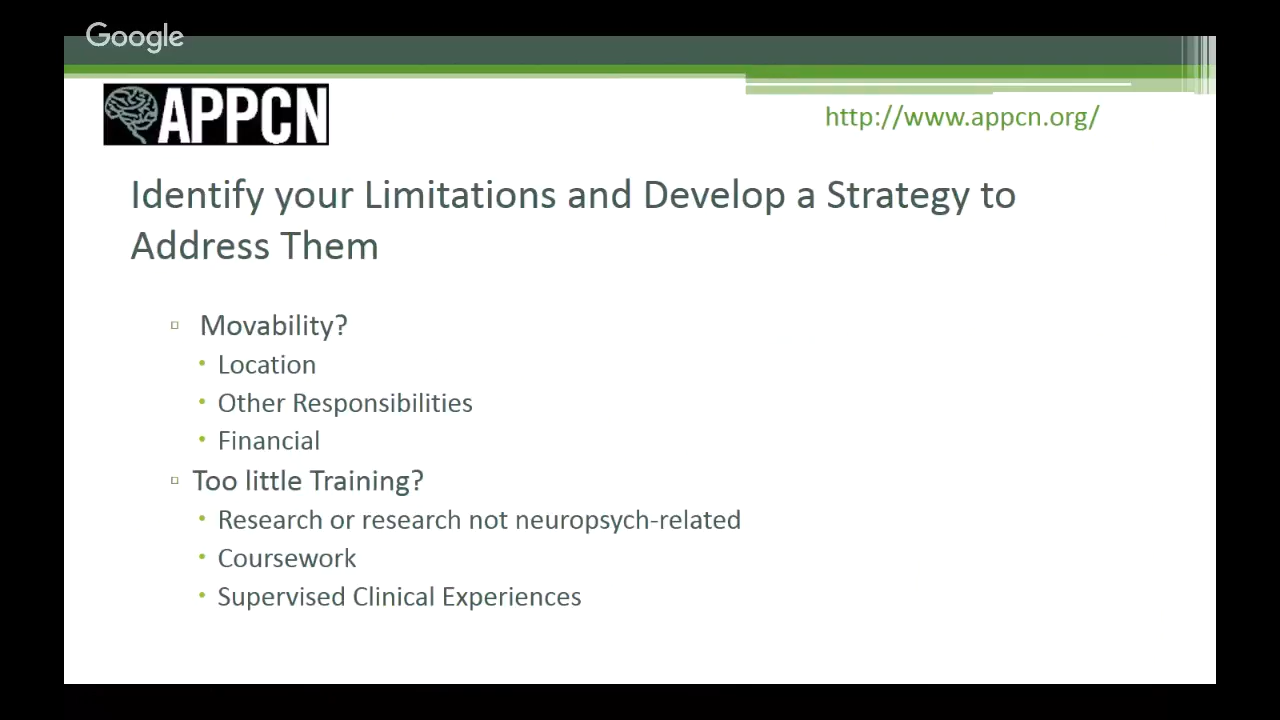 Google
APPCN
http://www.appcn.org/
Identify your Limitations and Develop a Strategy to
Address Them
Movability?
Location
Other Responsibilities
Financial
Too little Training?
Research or research not neuropsych-related
Coursework
Supervised Clinical Experiences